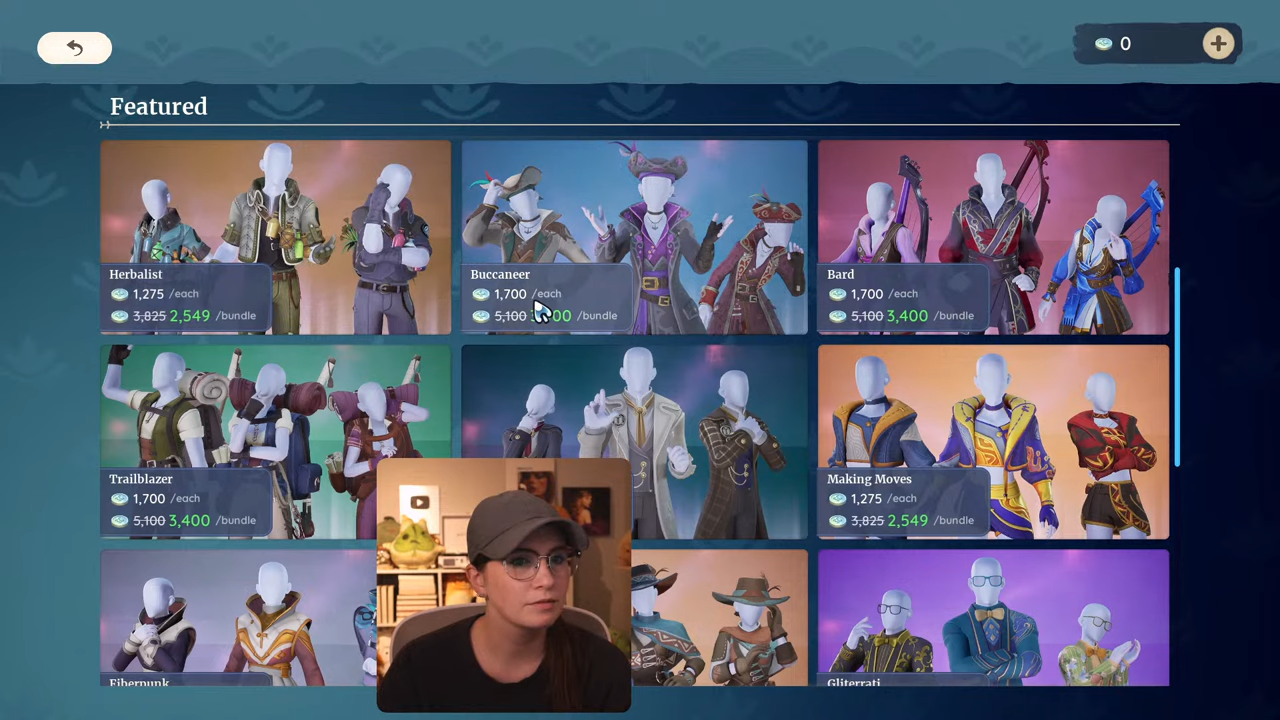 0
Featured
Herbalist
1,275 /each
3,825 2,549 /bundle
Buccaneer
1,700 /each
5,100 /bundle
Bard
1,700 /each
5,100 3,400 /bundle
Trailblazer
1,700 /each
5,100 3,400 /bundle
Making Moves
1,275 /each
3,825 2,549 /bundle
Fiberpunk
Gliterrati